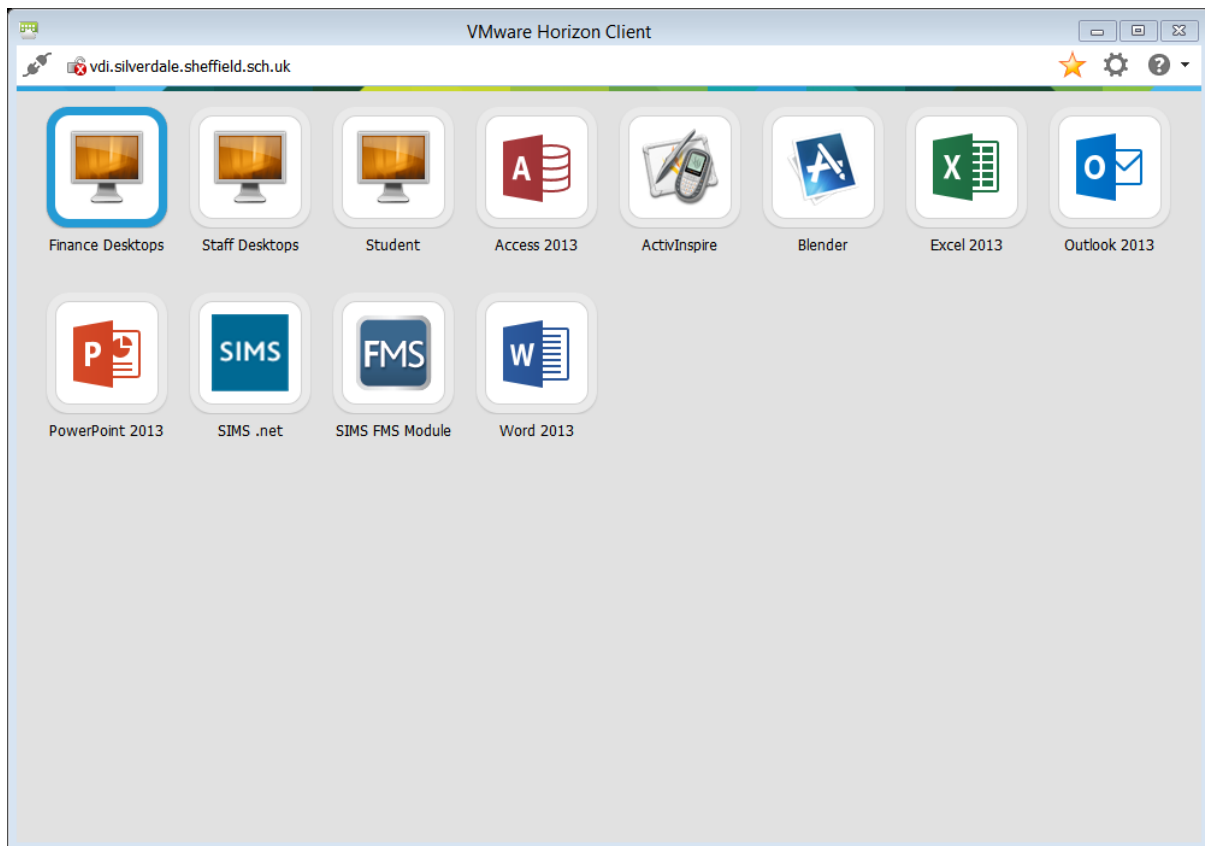 VMware Horizon Client
vdi.silverdale.sheffield.sch.uk
Finance Desktops
Staff Desktops
Student
A
Access 2013
ActivInspire
Blender
X
Excel 2013
O
Outlook 2013
P
PowerPoint 2013
SIMS
SIMS .net
FMS
SIMS FMS Module
W
Word 2013